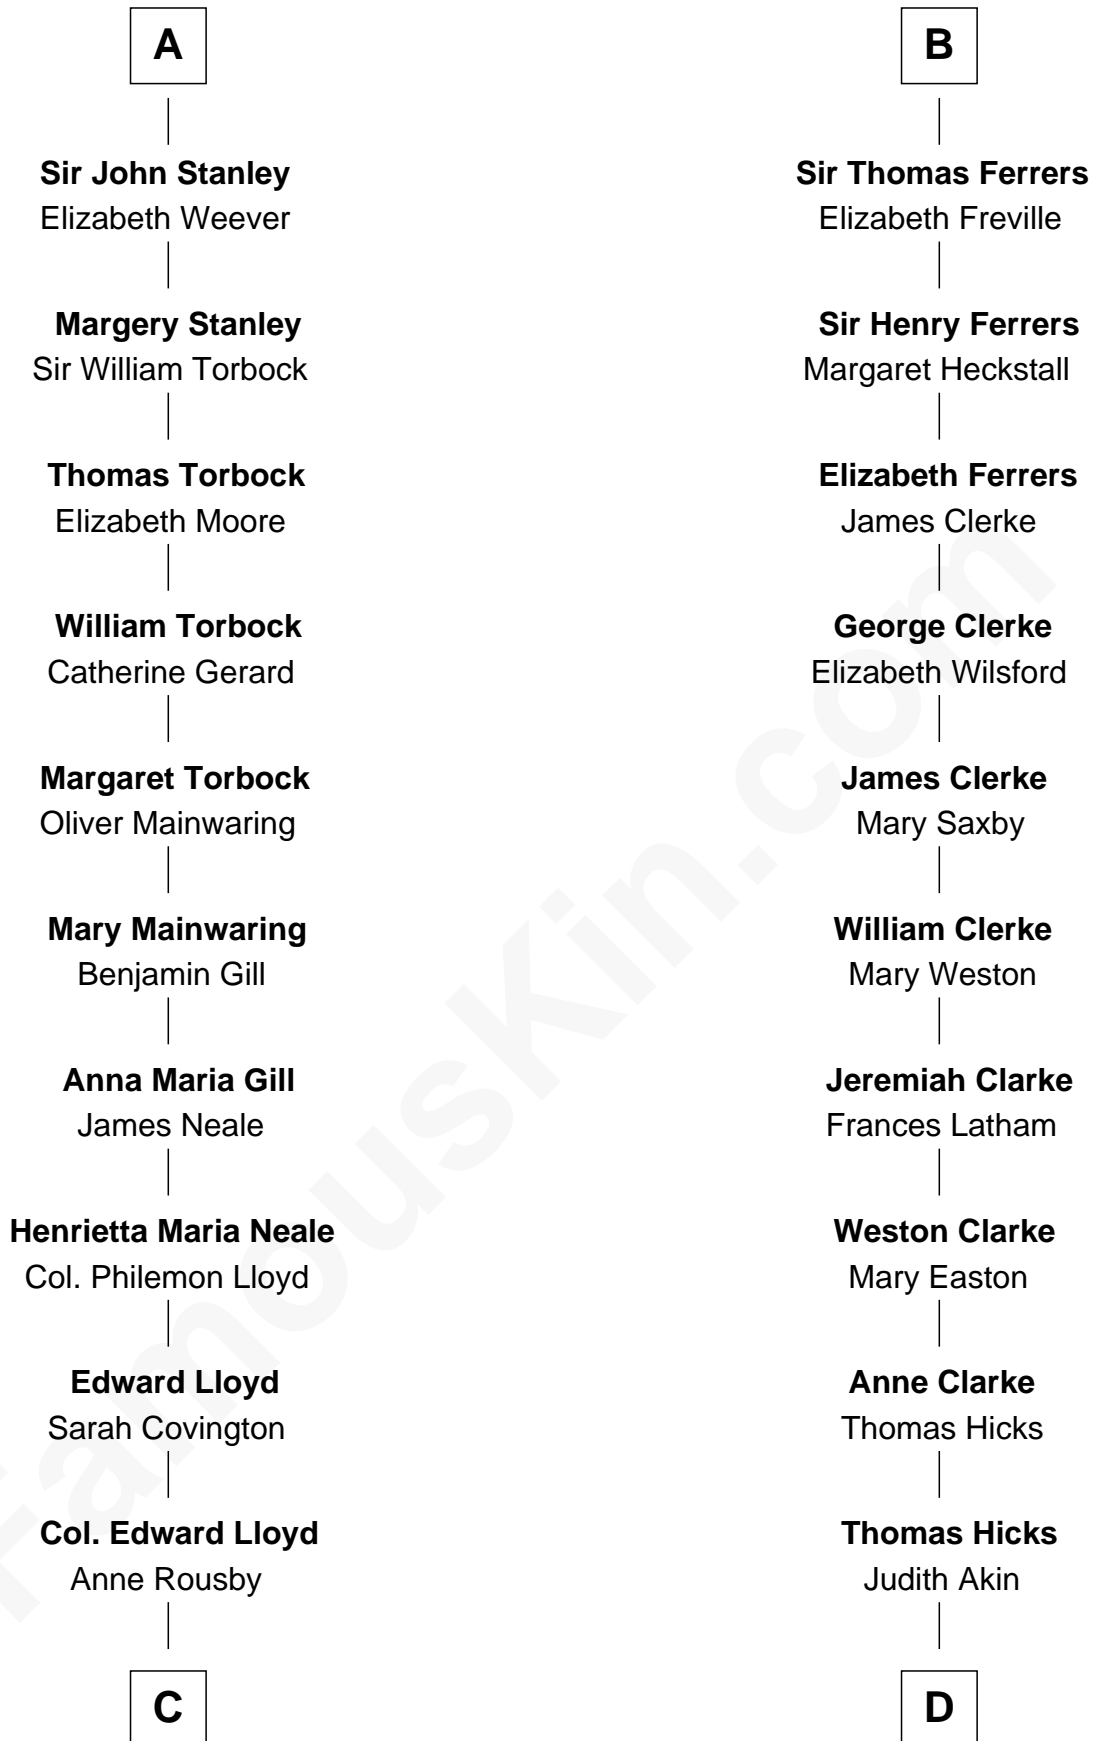 A
Sir John Stanley
Elizabeth Weever
Margery Stanley
Sir William Torbock
Thomas Torbock
Elizabeth Moore
William Torbock
Catherine Gerard
Margaret Torbock
Oliver Mainwaring
Mary Mainwaring
Benjamin Gill
Anna Maria Gill
James Neale
Henrietta Maria Neale
Col. Philemon Lloyd
Edward Lloyd
Sarah Covington
Col. Edward Lloyd
Anne Rousby
C
B
Sir Thomas Ferrers
Elizabeth Freville
Sir Henry Ferrers
Margaret Heckstall
Elizabeth Ferrers
James Clerke
George Clerke
Elizabeth Wilsford
James Clerke
Mary Saxby
William Clerke
Mary Weston
Jeremiah Clarke
Frances Latham
Weston Clarke
Mary Easton
Anne Clarke
Thomas Hicks
Thomas Hicks
Judith Akin
D
FamousKin.com